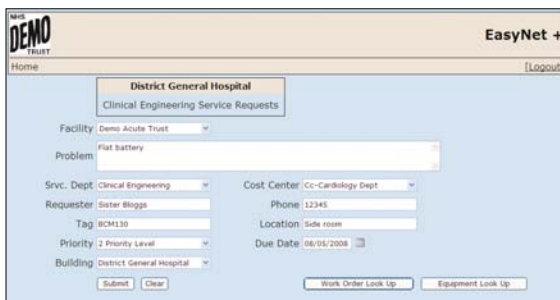 NHS
DEMO
TRUST
EasyNet +
Home [Logout
District General Hospital
Clinical Engineering Service Requests
Facility Demo Acute Trust
Problem Flat battery
Srvc. Dept Clinical Engineering Cost Center Cc-Cardiology Dept
Requester Sister Bloggs Phone 12345
Tag BCM130 Location Side room
Priority 2 Priority Level Due Date 08/05/2008
Building District General Hospital
Submit Clear Work Order Look Up Equipment Look Up